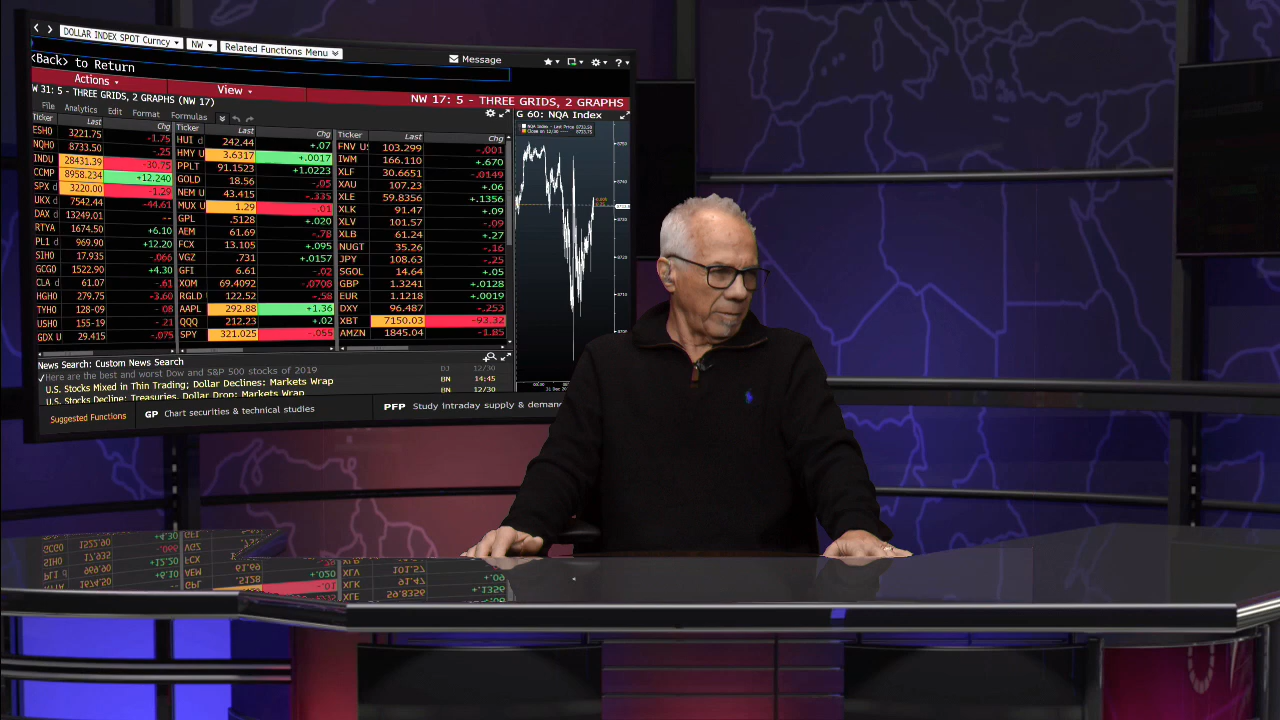 DOLLAR INDEX SPOT Curncy
NW
Related Functions Menu
Message
<Back> to Return
Actions
View
NW 17: 5 - THREE GRIDS, 2 GRAPHS
W 31: 5 - THREE GRIDS, 2 GRAPHS (NW 17)
G 60: NQA Index
File Analytics Edit Format Formulas
Ticker Last Chg
ESH0 3221.75 -1.75
NQH0 8733.50 -.25
INDU 28431.39 -30.75
CCMP 8958.234 +12.240
SPX d 3220.00 -1.29
UKX d 7542.44 -44.61
DAX d 13249.01 --
RTYA 1674.50 +6.10
PL1 d 969.90 +12.20
SIH0 17.935 -.066
GCG0 1522.90 +4.30
CLA d 61.07 -.61
HGH0 279.75 -3.60
TYH0 128-09 - 08
USH0 155-19 - 21
GDX U 29.415 -.075
Ticker Last Chg
HUI d 242.44 +.07
HMY U 3.6317 +.0017
PPLT 91.1523 +1.0223
GOLD 18.56 -.05
NEM U 43.415 -.335
MUX U 1.29 -.01
GPL .5128 +.020
AEM 61.69 -.78
FCX 13.105 +.095
VGZ .731 +.0157
GFI 6.61 -.02
XOM 69.4092 -.0708
RGLD 122.52 -.58
AAPL 292.88 +1.36
QQQ 212.23 +.02
SPY 321.025 -.055
Ticker Last Chg
FNV US 103.299 -.001
IWM 166.110 +.670
XLF 30.6651 -.0149
XAU 107.23 +.06
XLE 59.8356 +.1356
XLK 91.47 +.09
XLV 101.57 -.09
XLB 61.24 +.27
NUGT 35.26 -.16
JPY 108.63 -.25
SGOL 14.64 +.05
GBP 1.3241 +.0128
EUR 1.1218 +.0019
DXY 96.487 -.253
XBT 7150.03 -93.32
AMZN 1845.04 -1.85
News Search: Custom News Search
Here are the best and worst Dow and S&P 500 stocks of 2019 DJ 12/30
U.S. Stocks Mixed in Thin Trading; Dollar Declines: Markets Wrap BN 14:45
U.S. Stocks Decline; Treasuries, Dollar Drop: Markets Wrap BN 12/30
Suggested Functions GP Chart securities & technical studies PFP Study intraday supply & deman